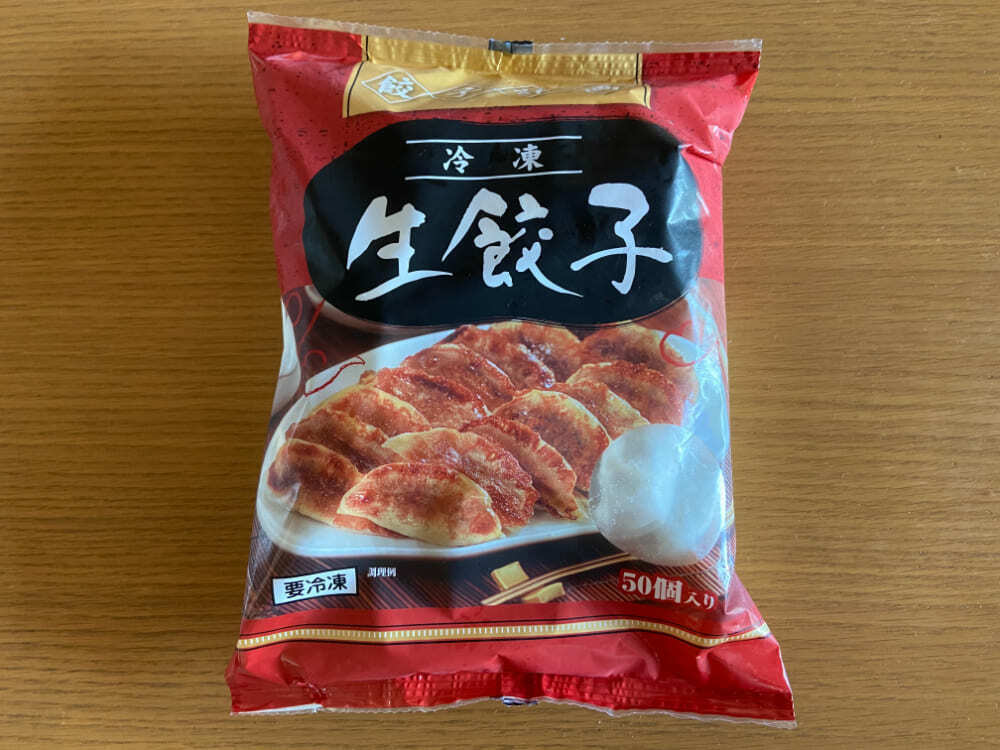 餃
冷凍
生餃子
要冷凍
調理例
50個入り